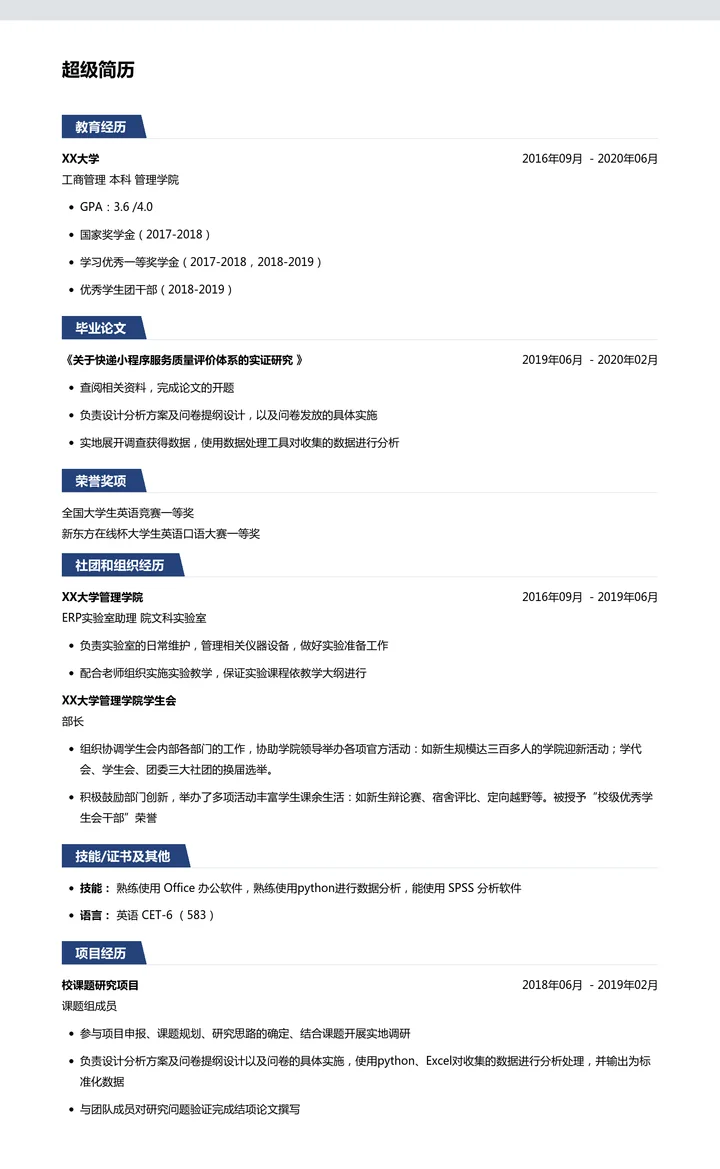 超级简历
教育经历
XX大学 2016年09月 - 2020年06月
工商管理 本科 管理学院
• GPA：3.6 /4.0
• 国家奖学金（2017-2018）
• 学习优秀一等奖学金（2017-2018，2018-2019）
• 优秀学生团干部（2018-2019）
毕业论文
《关于快递小程序服务质量评价体系的实证研究 》 2019年06月 - 2020年02月
• 查阅相关资料，完成论文的开题
• 负责设计分析方案及问卷提纲设计，以及问卷发放的具体实施
• 实地展开调查获得数据，使用数据处理工具对收集的数据进行分析
荣誉奖项
全国大学生英语竞赛一等奖
新东方在线杯大学生英语口语大赛一等奖
社团和组织经历
XX大学管理学院 2016年09月 - 2019年06月
ERP实验室助理 院文科实验室
• 负责实验室的日常维护，管理相关仪器设备，做好实验准备工作
• 配合老师组织实施实验教学，保证实验课程依教学大纲进行
XX大学管理学院学生会
部长
• 组织协调学生会内部各部门的工作，协助学院领导举办各项官方活动：如新生规模达三百多人的学院迎新活动；学代
会、学生会、团委三大社团的换届选举。
• 积极鼓励部门创新，举办了多项活动丰富学生课余生活：如新生辩论赛、宿舍评比、定向越野等。被授予“校级优秀学
生会干部”荣誉
技能/证书及其他
• 技能： 熟练使用 Office 办公软件，熟练使用python进行数据分析，能使用 SPSS 分析软件
• 语言： 英语 CET-6 （583）
项目经历
校课题研究项目 2018年06月 - 2019年02月
课题组成员
• 参与项目申报、课题规划、研究思路的确定、结合课题开展实地调研
• 负责设计分析方案及问卷提纲设计以及问卷的具体实施，使用python、Excel对收集的数据进行分析处理，并输出为标
准化数据
• 与团队成员对研究问题验证完成结项论文撰写